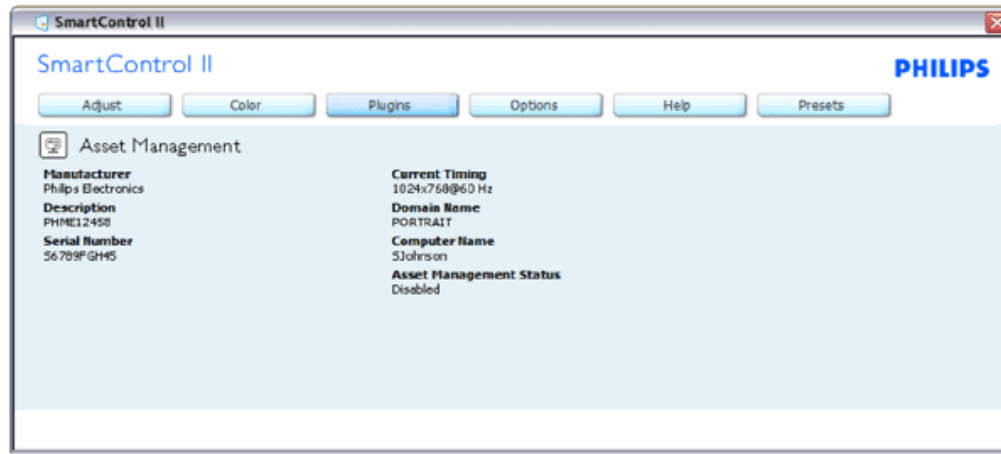 SmartControl II
SmartControl II
PHILIPS
Adjust Color Plugins Options Help Presets
Asset Management
Manufacturer
Philips Electronics
Description
PHME12458
Serial Number
56789FGH45
Current Timing
1024x768@60 Hz
Domain Name
PORTRAIT
Computer Name
SJohnson
Asset Management Status
Disabled